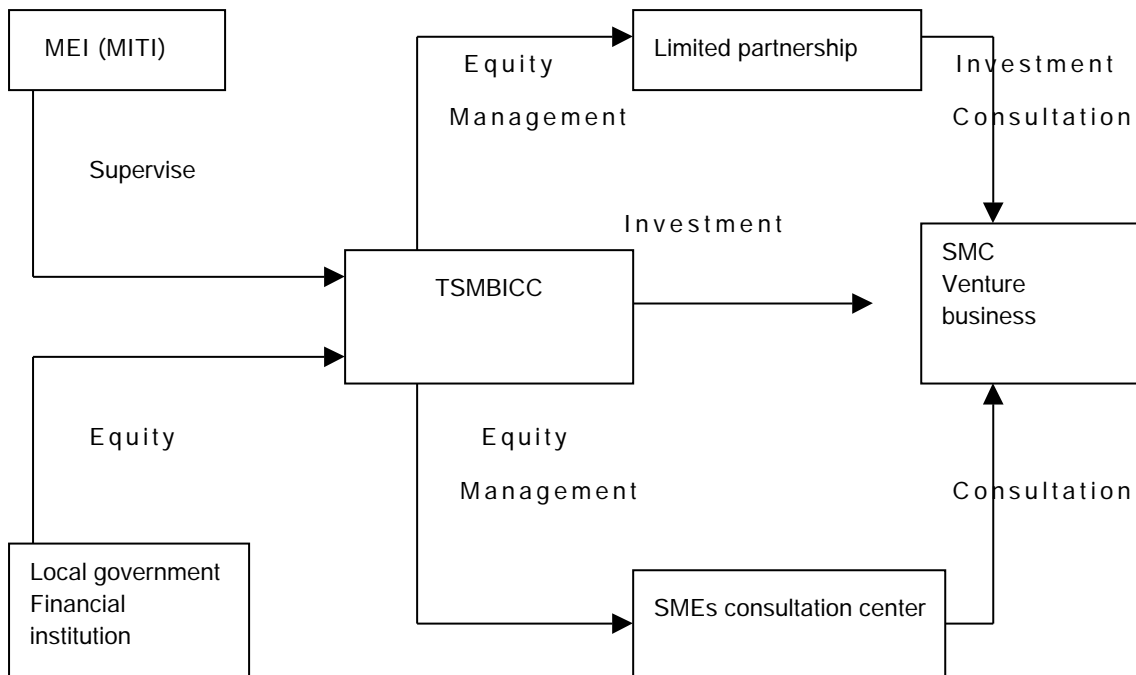 MEI (MITI)
Limited partnership
Equity
Investment
Management
Consultation
Supervise
Investment
TSMBICC
SMC
Venture
business
Equity
Equity
Management
Consultation
Local government
Financial
institution
SMEs consultation center